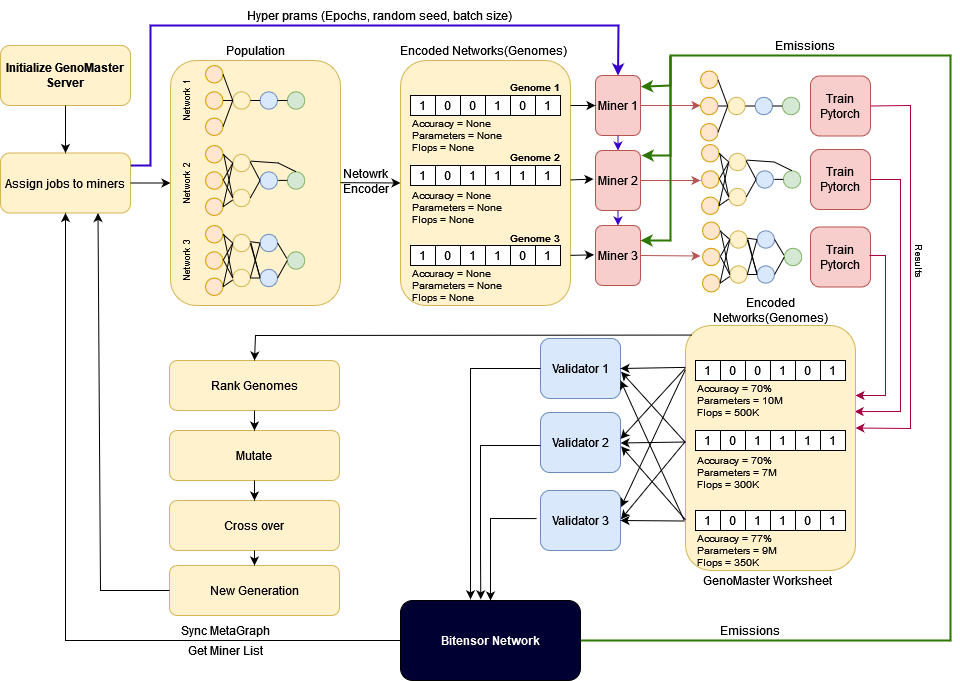 Hyper prams (Epochs, random seed, batch size)
Initialize GenoMaster
Server
Assign jobs to miners
Population
Network 1
Network 2
Network 3
Netowrk
Encoder
Encoded Networks(Genomes)
Genome 1
1 0 0 1 0 1
Accuracy = None
Parameters = None
Flops = None
Genome 2
1 0 1 1 1 1
Accuracy = None
Parameters = None
Flops = None
Genome 3
1 0 1 1 0 1
Accuracy = None
Parameters = None
Flops = None
Miner 1
Miner 2
Miner 3
Emissions
Train
Pytorch
Train
Pytorch
Train
Pytorch
Results
Encoded
Networks(Genomes)
1 0 0 1 0 1
Accuracy = 70%
Parameters = 10M
Flops = 500K
1 0 1 1 1 1
Accuracy = 70%
Parameters = 7M
Flops = 300K
1 0 1 1 0 1
Accuracy = 77%
Parameters = 9M
Flops = 350K
GenoMaster Worksheet
Validator 1
Validator 2
Validator 3
Rank Genomes
Mutate
Cross over
New Generation
Sync MetaGraph
Get Miner List
Bitensor Network
Emissions